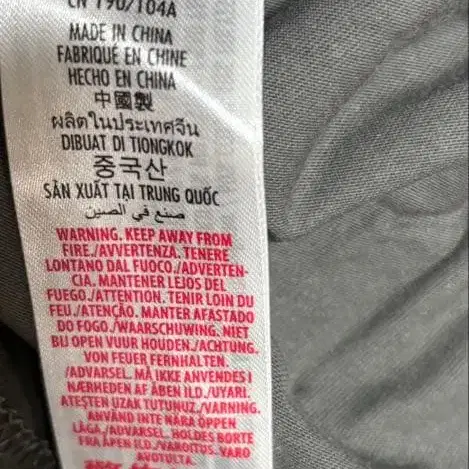 CN 190/104A
MADE IN CHINA
FABRIQUÉ EN CHINE
HECHO EN CHINA
中國製
ผลิตในประเทศจีน
DIBUAT DI TIONGKOK
중국산
SẢN XUẤT TẠI TRUNG QUỐC
صنع في الصين
WARNING. KEEP AWAY FROM
FIRE./AVVERTENZA. TENERE
LONTANO DAL FUOCO./ADVERTEN-
CIA. MANTENER LEJOS DEL
FUEGO./ATTENTION. TENIR LOIN DU
FEU./ATENÇÃO. MANTER AFASTADO
DO FOGO./WAARSCHUWING. NIET
BIJ OPEN VUUR HOUDEN./ACHTUNG.
VON FEUER FERNHALTEN.
/ADVARSEL. MÅ IKKE ANVENDES I
NÆRHEDEN AF ÅBEN ILD./UYARI.
ATEŞTEN UZAK TUTUNUZ./VARNING.
ANVÄND INTE NÄRA ÖPPEN
LÅGA./ADVARSEL. HOLDES BORTE
FRA ÅPEN ILD./VAROITUS. VARO
AVOTULTA.